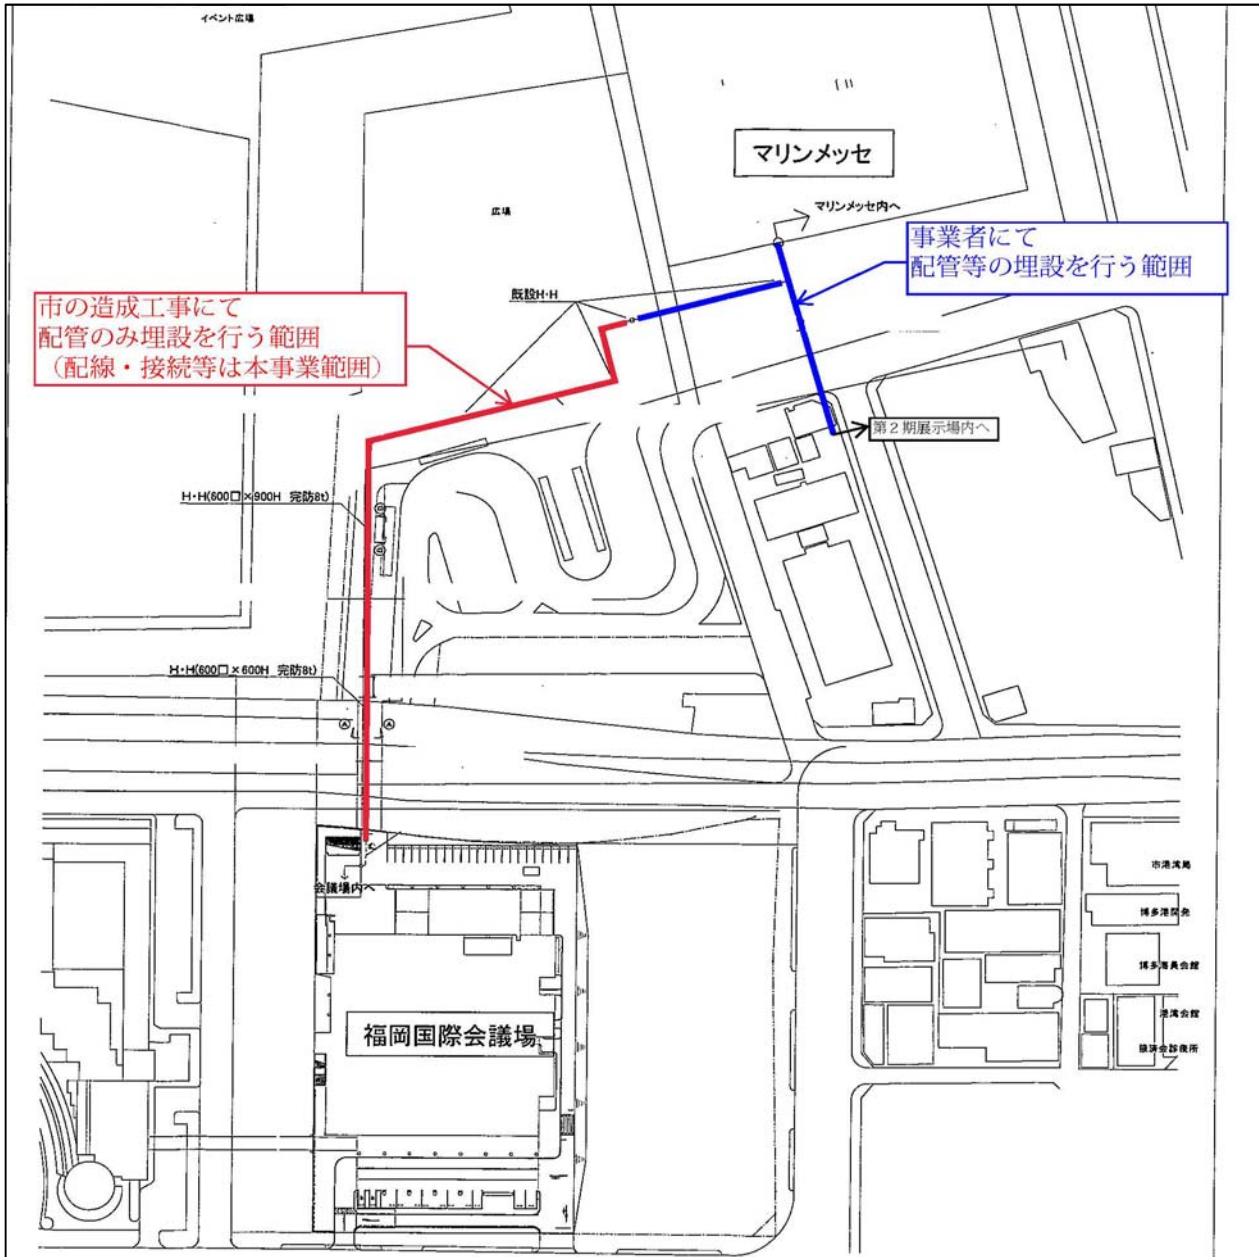 イベント広場
マリンメッセ
広場
マリンメッセ内へ
事業者にて
配管等の埋設を行う範囲
既設H・H
市の造成工事にて
配管のみ埋設を行う範囲
（配線・接続等は本事業範囲）
第２期展示場内へ
H・H(600□×900H 完防8t)
H・H(600□×600H 完防8t)
会議場内へ
市港湾局
博多港開発
博多海員会館
港湾会館
福岡国際会議場